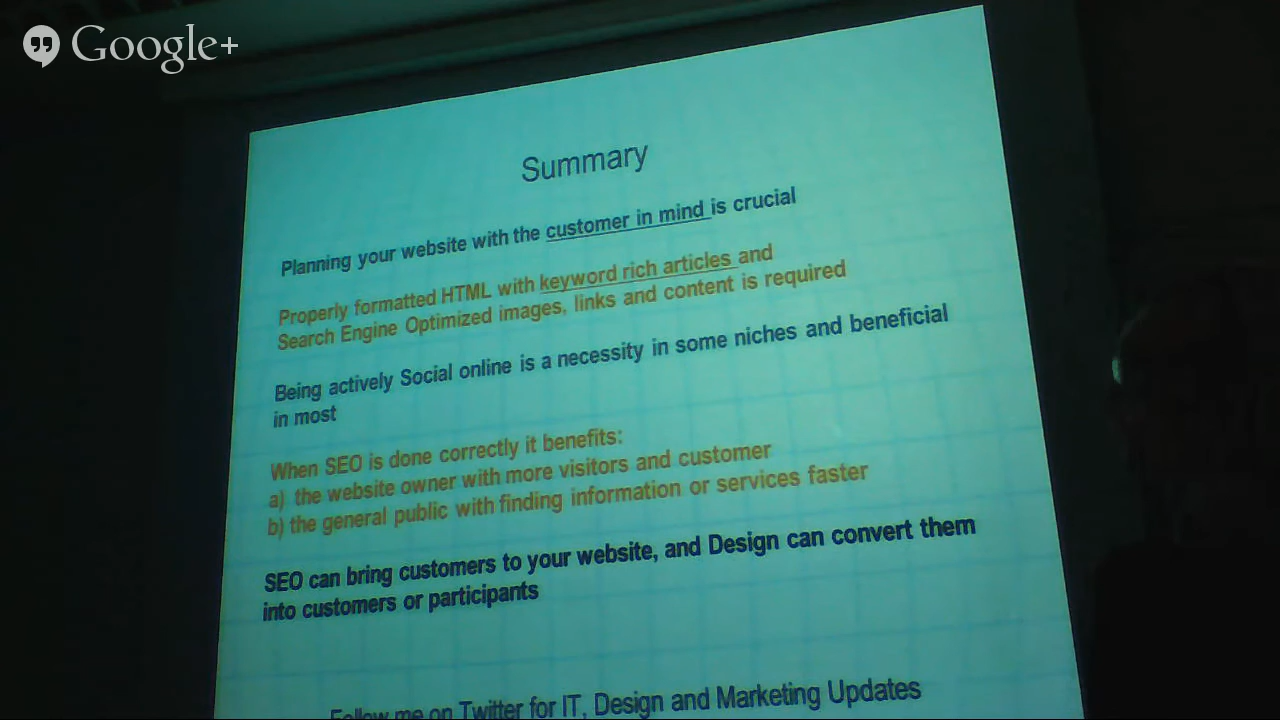 Google+
Summary
Planning your website with the customer in mind is crucial
Properly formatted HTML with keyword rich articles and
Search Engine Optimized images, links and content is required
Being actively Social online is a necessity in some niches and beneficial
in most
When SEO is done correctly it benefits:
a) the website owner with more visitors and customer
b) the general public with finding information or services faster
SEO can bring customers to your website, and Design can convert them
into customers or participants
Follow me on Twitter for IT, Design and Marketing Updates